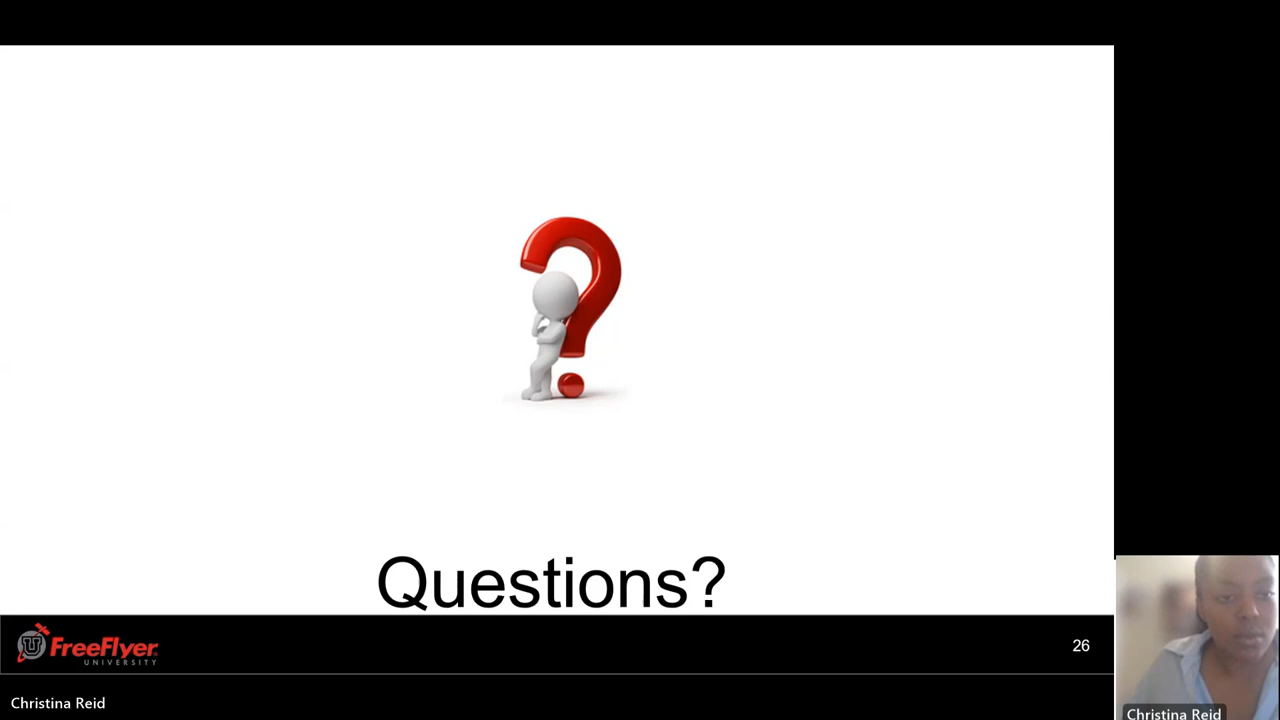 Questions?
FreeFlyer
UNIVERSITY
26
Christina Reid
Christina Reid